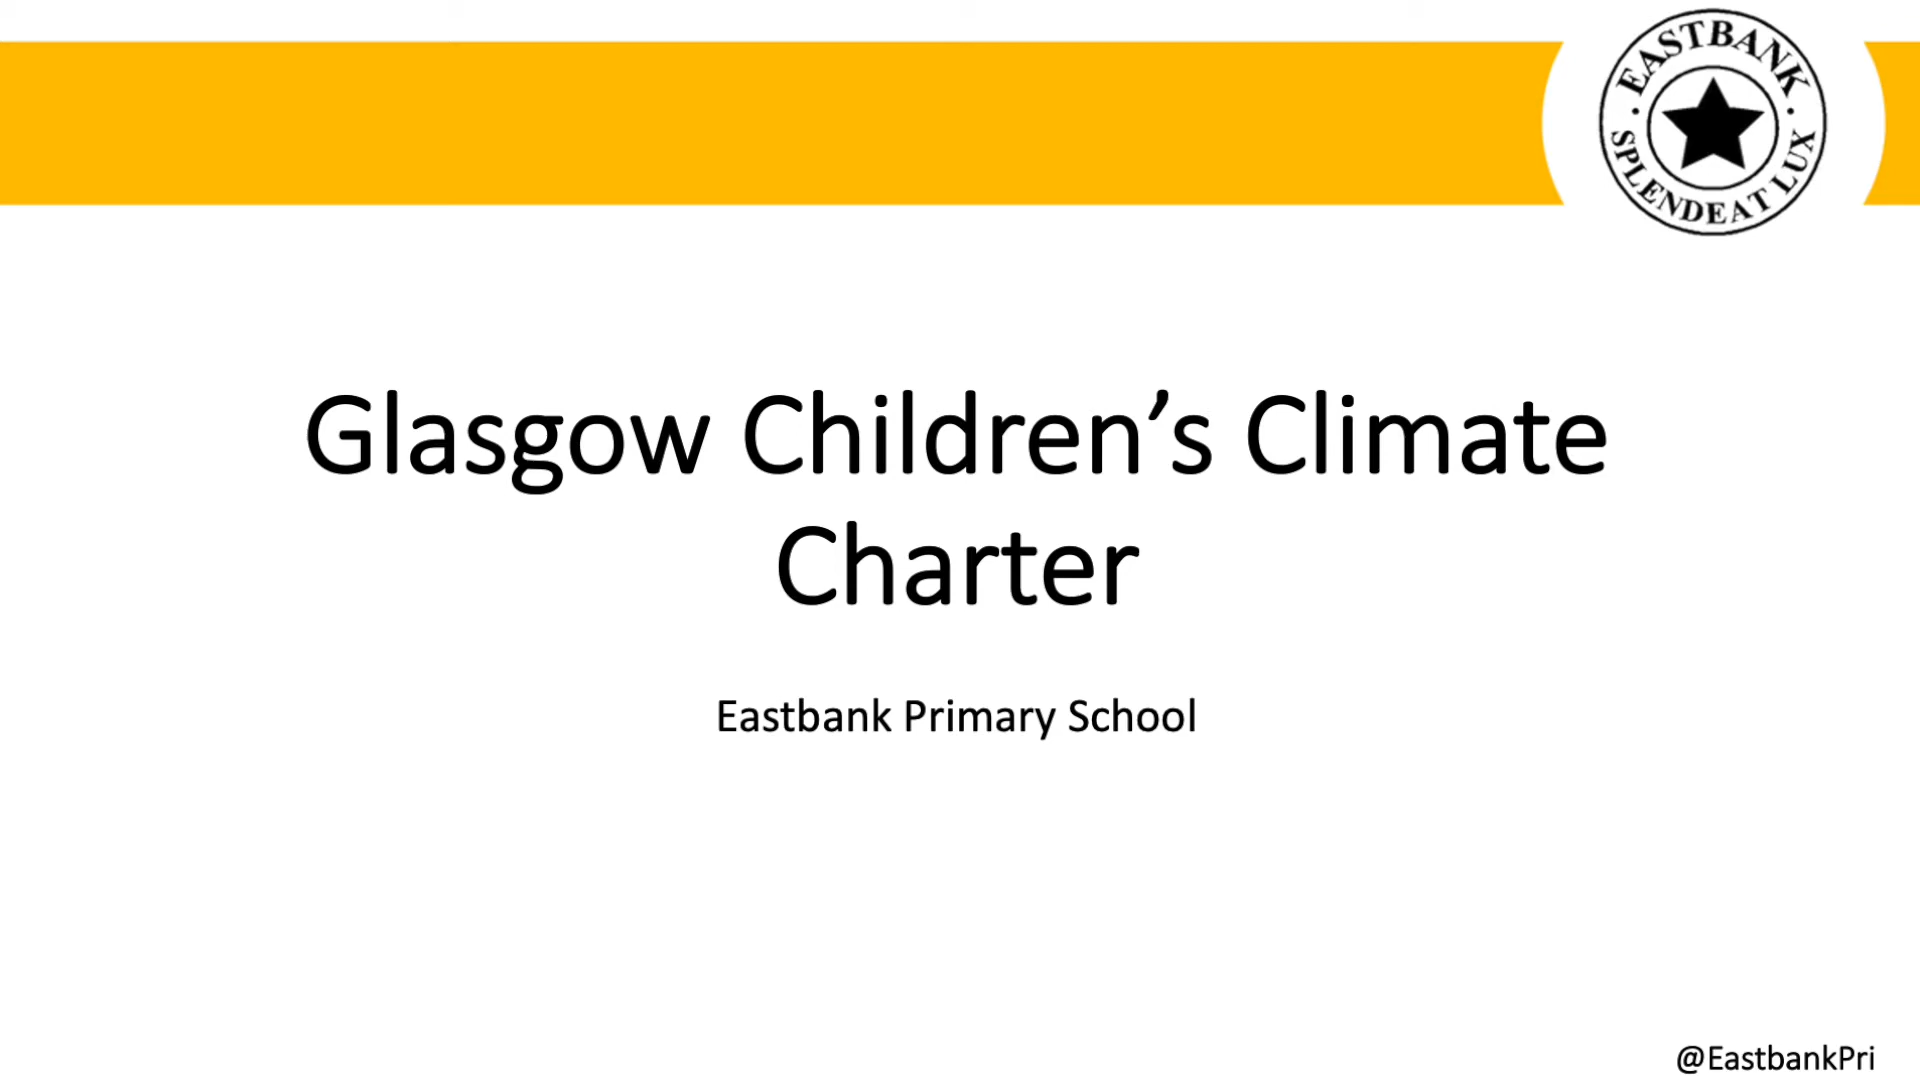 EASTBANK
SPLENDEAT LUX
Glasgow Children’s Climate
Charter
Eastbank Primary School
@EastbankPri